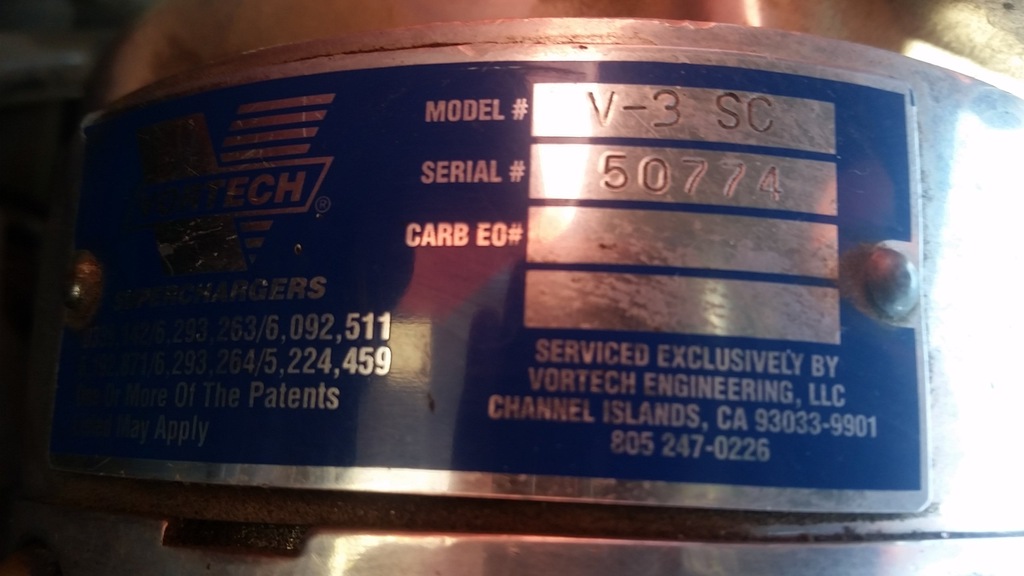 MODEL # V-3 SC
SERIAL # 50774
CARB EO#
VORTECH ®
SUPERCHARGERS
6,293,263/6,092,511
6,293,264/5,224,459
Or More Of The Patents
May Apply
SERVICED EXCLUSIVELY BY
VORTECH ENGINEERING, LLC
CHANNEL ISLANDS, CA 93033-9901
805 247-0226